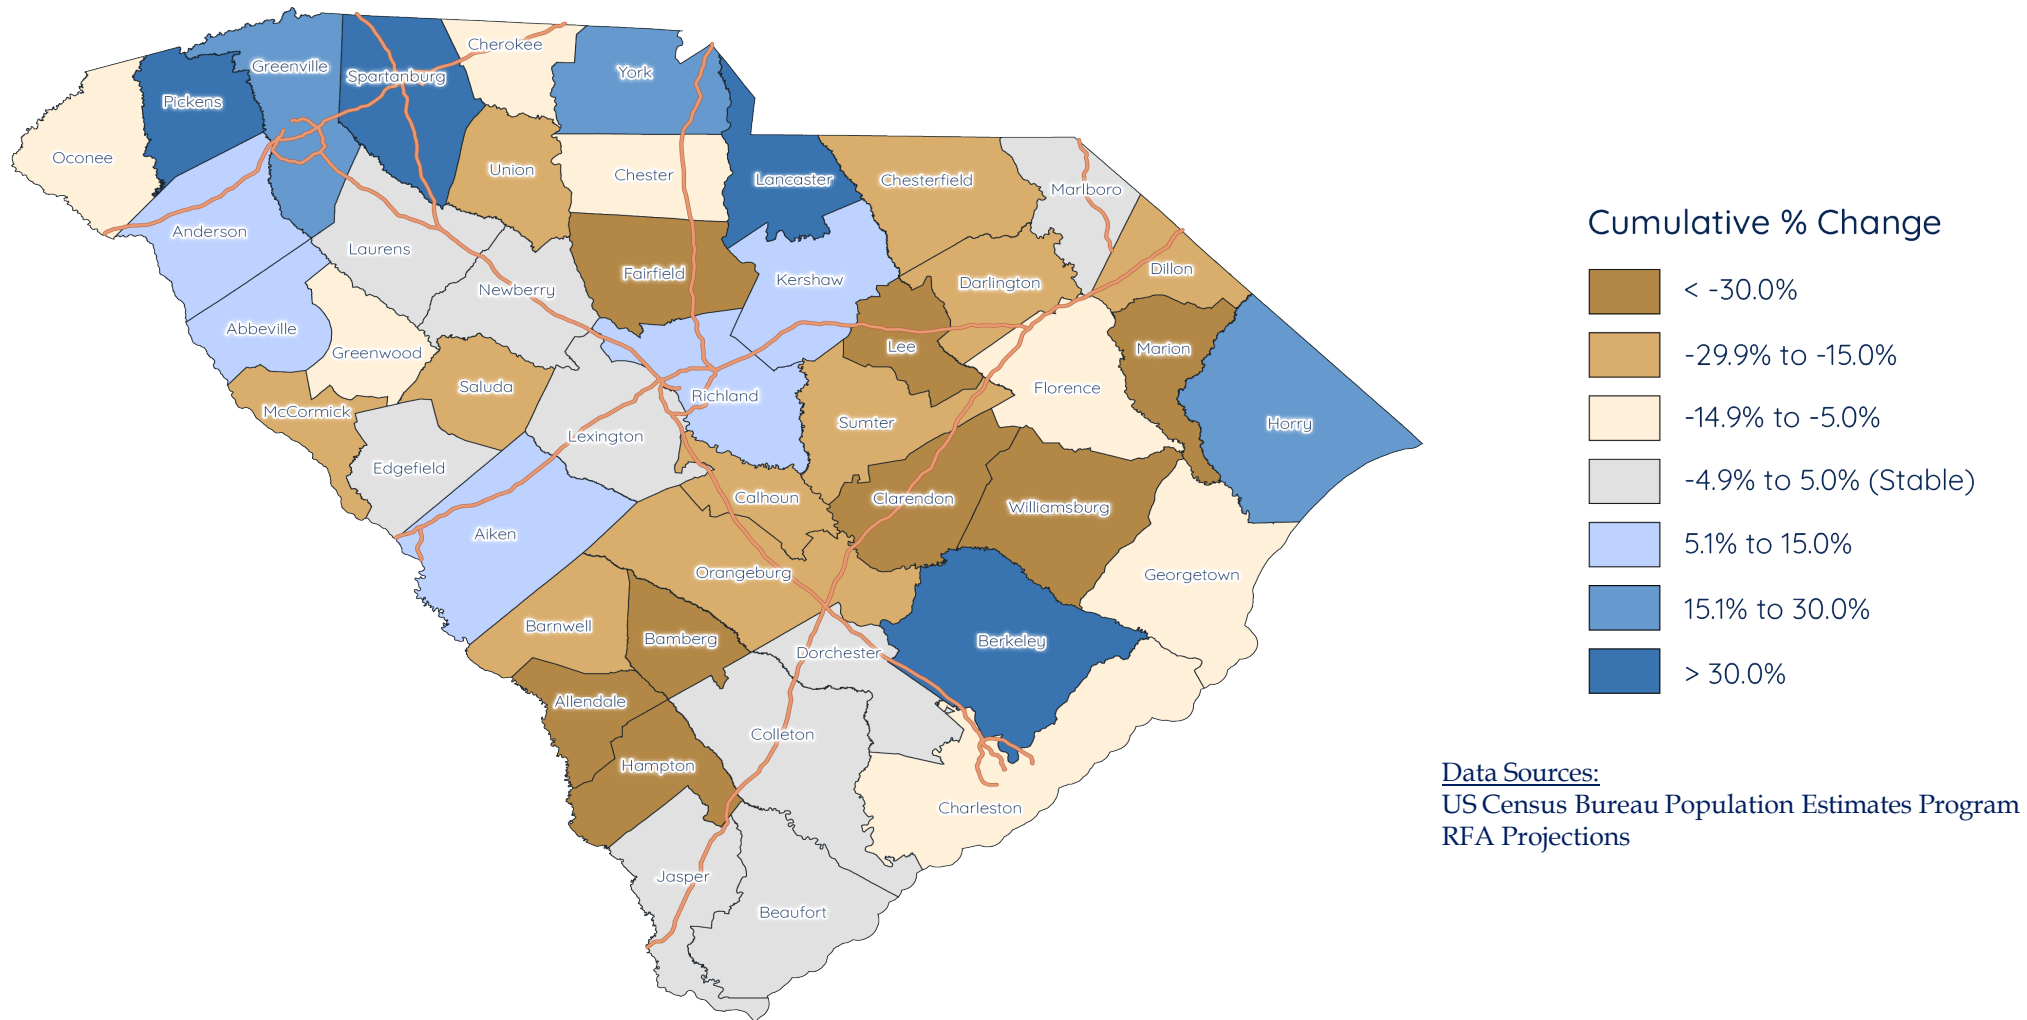 Cherokee
Greenville
York
Spartanburg
Pickens
Oconee
Union
Chester
Lancaster
Chesterfield
Marlboro
Anderson
Laurens
Fairfield
Kershaw
Darlington
Dillon
Newberry
Abbeville
Greenwood
Lee
Marion
Saluda
Richland
Florence
McCormick
Sumter
Horry
Lexington
Edgefield
Calhoun
Clarendon
Williamsburg
Aiken
Orangeburg
Georgetown
Barnwell
Bamberg
Berkeley
Dorchester
Allendale
Colleton
Hampton
Charleston
Jasper
Beaufort
Cumulative % Change
< -30.0%
-29.9% to -15.0%
-14.9% to -5.0%
-4.9% to 5.0% (Stable)
5.1% to 15.0%
15.1% to 30.0%
> 30.0%
Data Sources:
US Census Bureau Population Estimates Program
RFA Projections